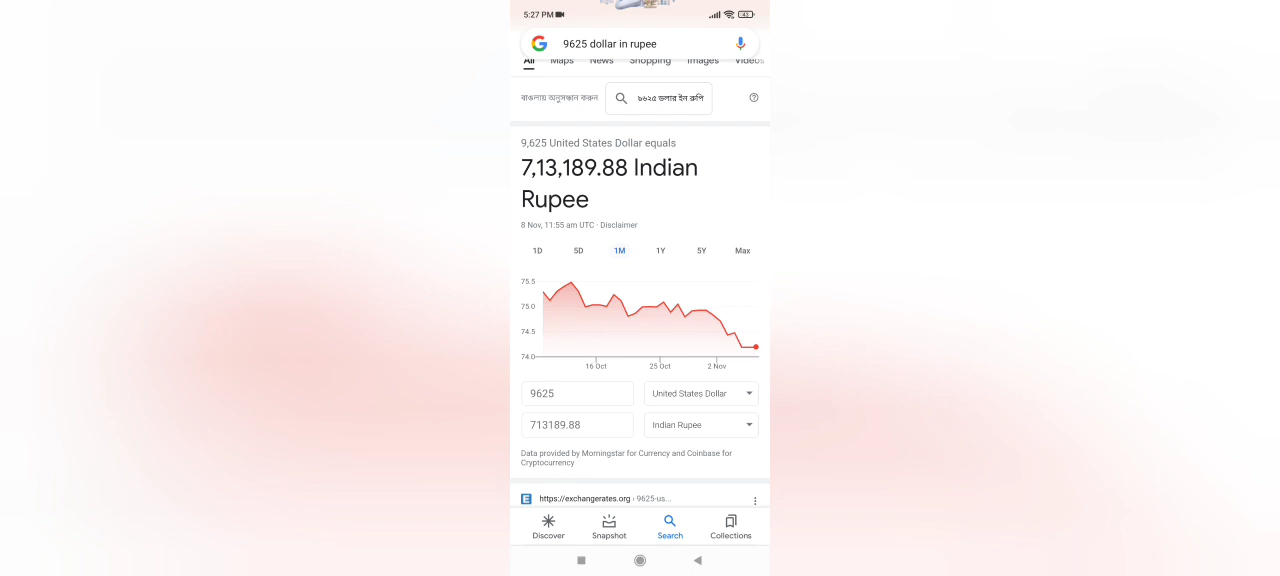 5:27 PM
43
9625 dollar in rupee
All Maps News Shopping Images Videos
বাঙলায় অনুসন্ধান করুন
৯৬২৫ ডলার ইন রুপি
9,625 United States Dollar equals
7,13,189.88 Indian
Rupee
8 Nov, 11:55 am UTC · Disclaimer
1D 5D 1M 1Y 5Y Max
75.5
75.0
74.5
74.0
16 Oct 25 Oct 2 Nov
9625 United States Dollar
713189.88 Indian Rupee
Data provided by Morningstar for Currency and Coinbase for
Cryptocurrency
E https://exchangerates.org › 9625-us...
Discover Snapshot Search Collections